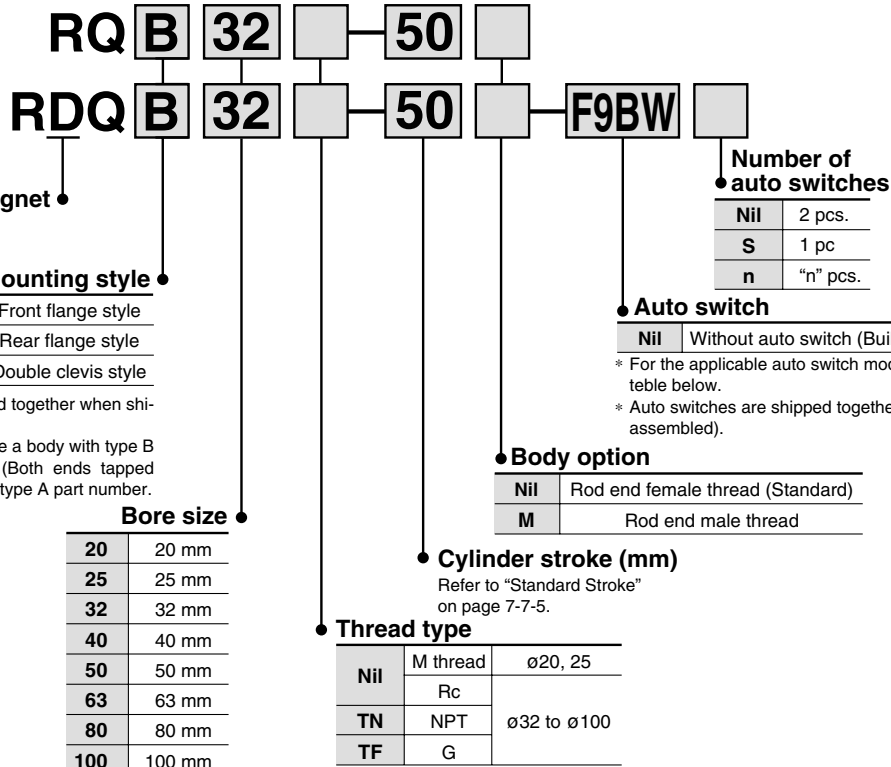 RQ B 32 — 50
RDQ B 32 — 50 — F9BW
Number of
auto switches
Nil 2 pcs.
S 1 pc
n “n” pcs.
gnet
ounting style
Front flange style
Rear flange style
Double clevis style
d together when shi-
e a body with type B
(Both ends tapped
type A part number.
Auto switch
Nil Without auto switch (Bui
* For the applicable auto switch mod
teble below.
* Auto switches are shipped togethe
assembled).
Body option
Nil Rod end female thread (Standard)
M Rod end male thread
Bore size
20 20 mm
25 25 mm
32 32 mm
40 40 mm
50 50 mm
63 63 mm
80 80 mm
100 100 mm
Cylinder stroke (mm)
Refer to “Standard Stroke”
on page 7-7-5.
Thread type
Nil M thread ø20, 25
Rc
TN NPT ø32 to ø100
TF G